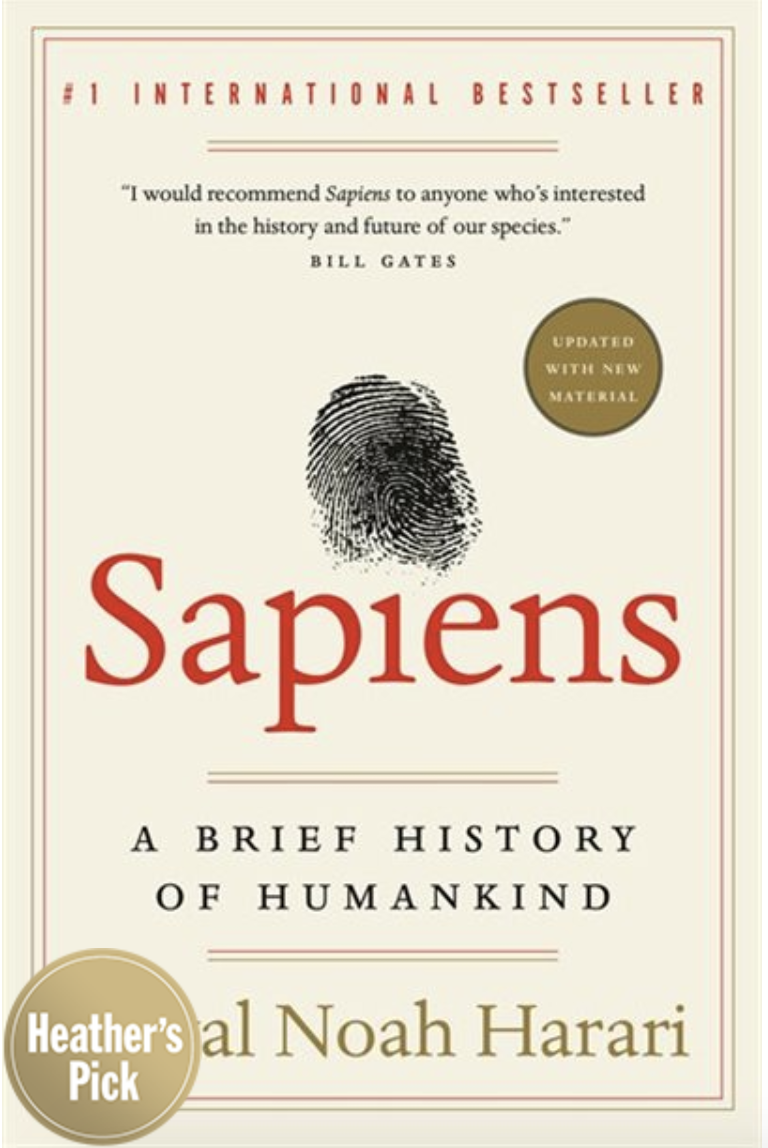 #1 INTERNATIONAL BESTSELLER
“I would recommend Sapiens to anyone who’s interested
in the history and future of our species.”
BILL GATES
UPDATED
WITH NEW
MATERIAL
Sapiens
A BRIEF HISTORY
OF HUMANKIND
Noah Harari
Heather’s
Pick